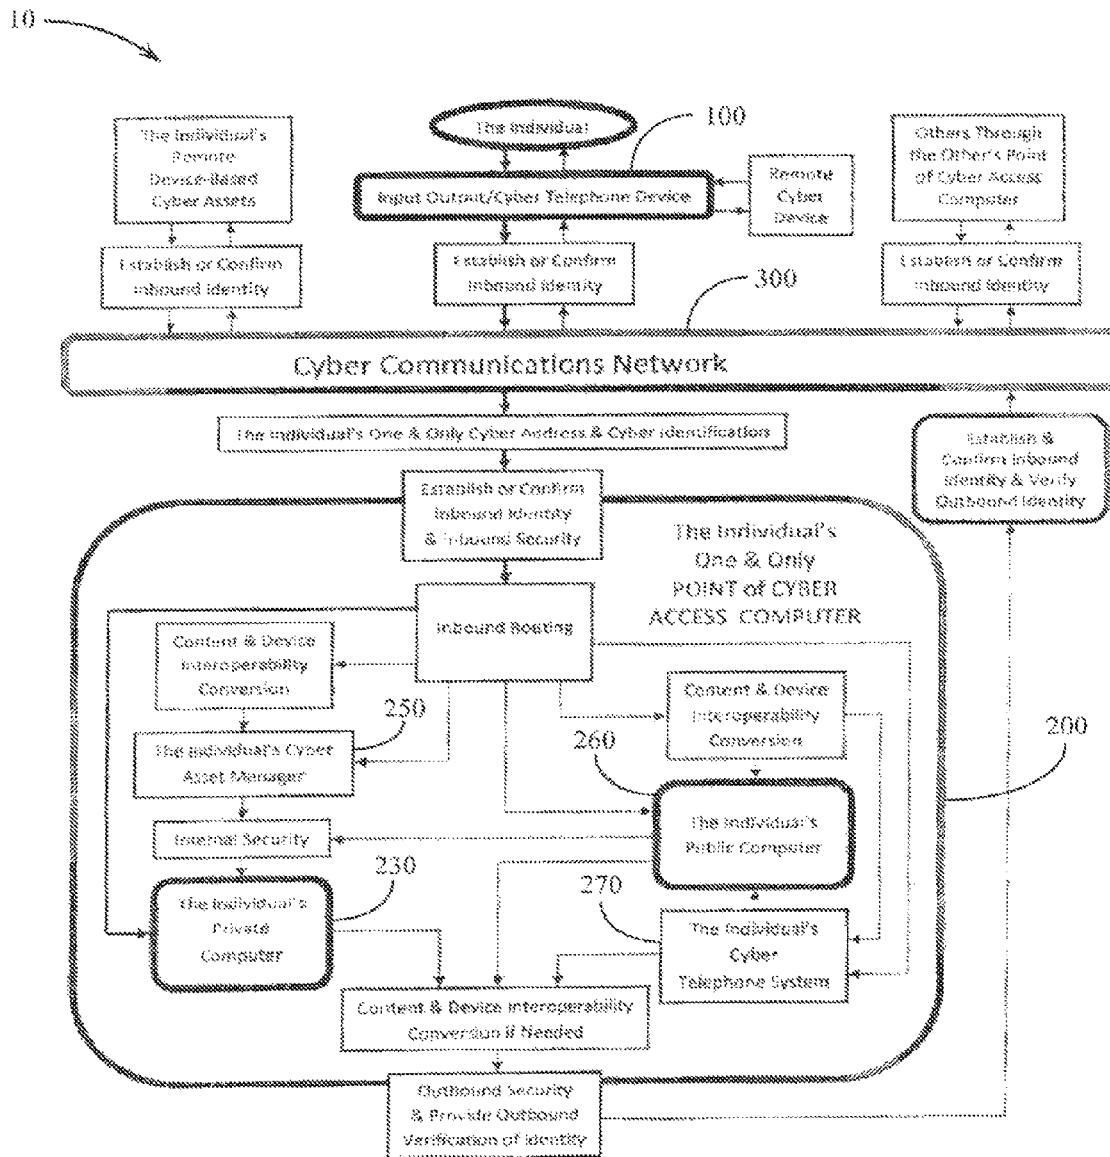 10
The Individual's
Remote
Device-Based
Cyber Assets
The Individual
100
Input Output/Cyber Telephone Device
Remote
Cyber
Device
Others Through
the Other's Point
of Cyber Access
Computer
Establish or Confirm
Inbound Identity
Establish or Confirm
Inbound Identity
Establish or Confirm
Inbound Identity
300
Cyber Communications Network
The Individual's One & Only Cyber Address & Cyber Identification
Establish &
Confirm Inbound
Identity & Verify
Outbound Identity
Establish or Confirm
Inbound Identity
& Inbound Security
The Individual's
One & Only
POINT of CYBER
ACCESS COMPUTER
Inbound Routing
Content & Device
Interoperability
Conversion
Content & Device
Interoperability
Conversion
250
The Individual's Cyber
Asset Manager
260
200
Internal Security
The Individual's
Public Computer
230
The Individual's
Private
Computer
270
The Individual's
Cyber
Telephone System
Content & Device Interoperability
Conversion if Needed
Outbound Security
& Provide Outbound
Verification of Identity